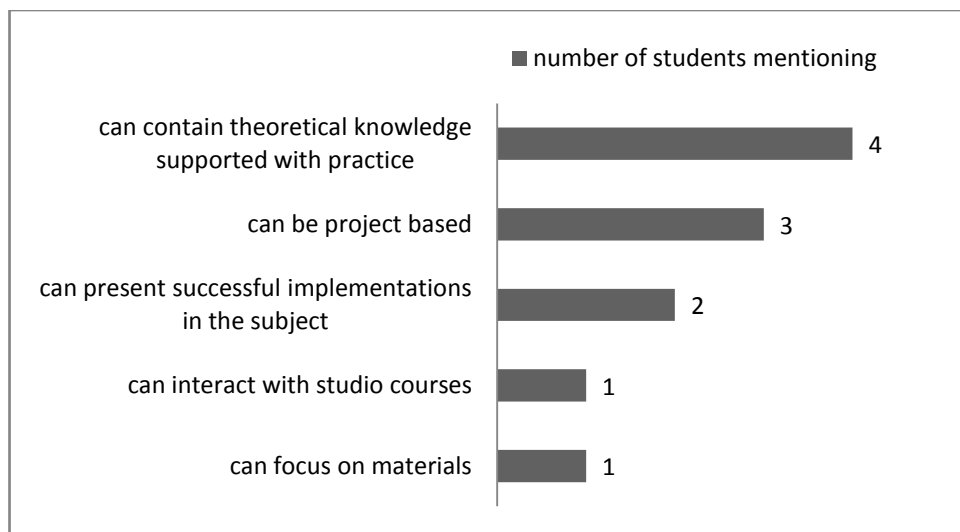 number of students mentioning
can contain theoretical knowledge
supported with practice
4
can be project based
3
can present successful implementations
in the subject
2
can interact with studio courses
1
can focus on materials
1